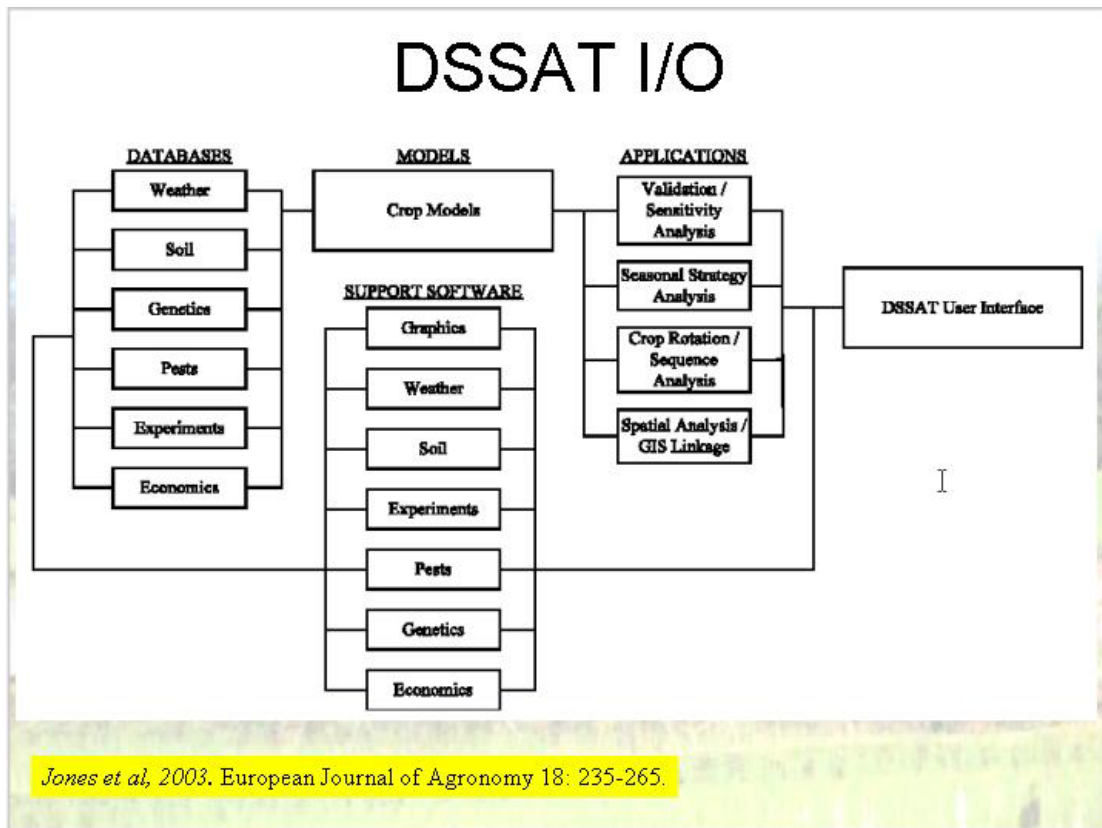 DSSAT I/O
DATABASES
Weather
Soil
Genetics
Pests
Experiments
Economics
MODELS
Crop Models
SUPPORT SOFTWARE
Graphics
Weather
Soil
Experiments
Pests
Genetics
Economics
APPLICATIONS
Validation /
Sensitivity
Analysis
Seasonal Strategy
Analysis
Crop Rotation /
Sequence
Analysis
Spatial Analysis /
GIS Linkage
DSSAT User Interface
Jones et al, 2003. European Journal of Agronomy 18: 235-265.